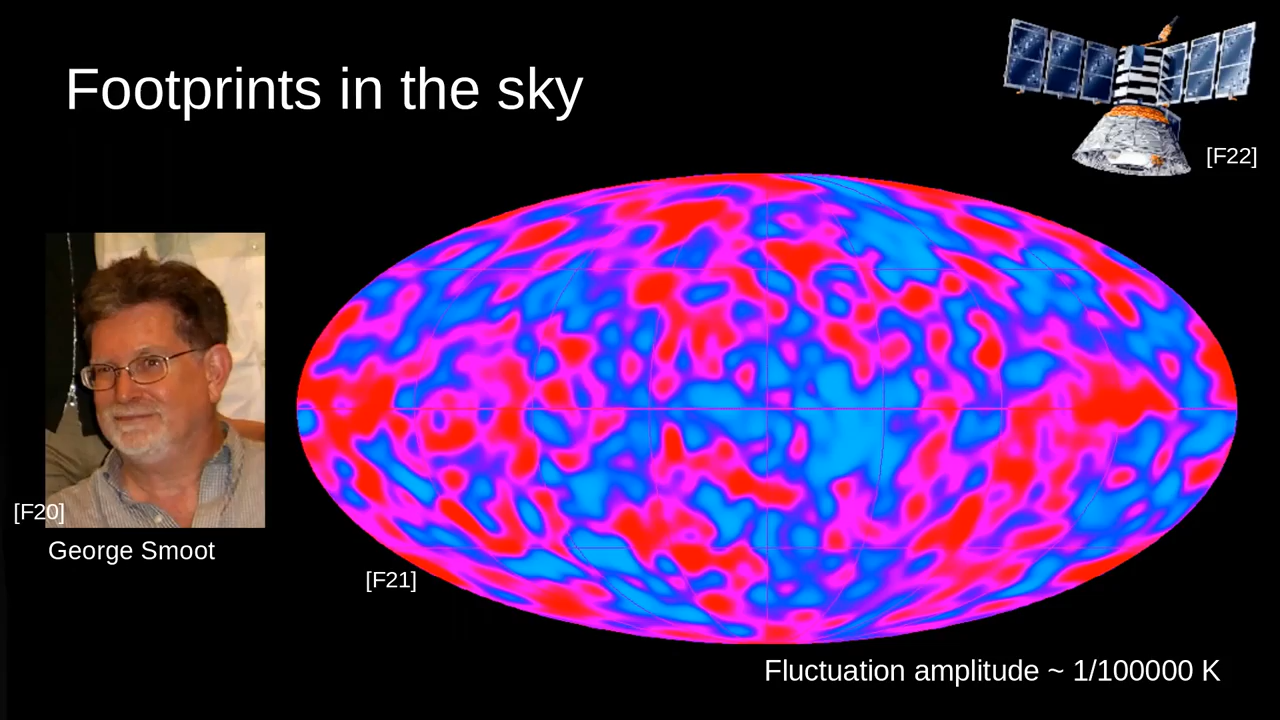 Footprints in the sky
[F22]
[F20]
George Smoot
[F21]
Fluctuation amplitude ~ 1/100000 K